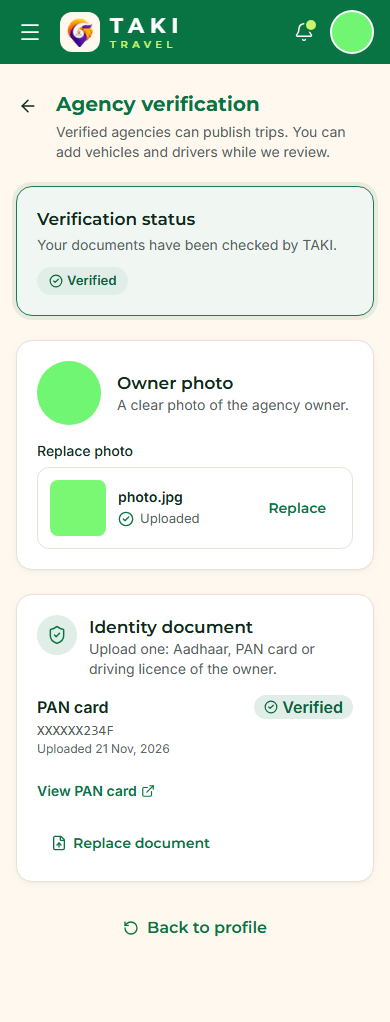 TAKI
TRAVEL
Agency verification
Verified agencies can publish trips. You can
add vehicles and drivers while we review.
Verification status
Your documents have been checked by TAKI.
Verified
Owner photo
A clear photo of the agency owner.
Replace photo
photo.jpg
Uploaded
Replace
Identity document
Upload one: Aadhaar, PAN card or
driving licence of the owner.
PAN card
Verified
XXXXXX234F
Uploaded 21 Nov, 2026
View PAN card
Replace document
Back to profile